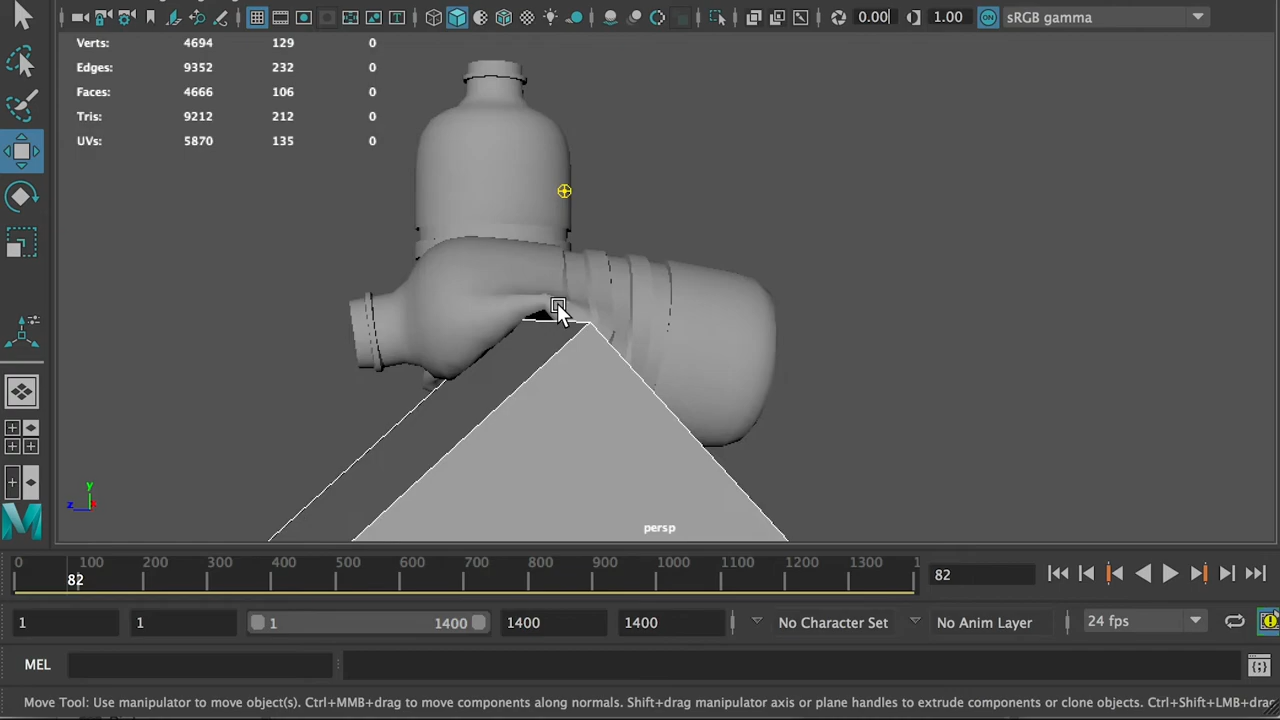 0.00
1.00
ON
sRGB gamma
Verts: 4694 129 0
Edges: 9352 232 0
Faces: 4666 106 0
Tris: 9212 212 0
UVs: 5870 135 0
y
z
persp
0 100 200 300 400 500 600 700 800 900 1000 1100 1200 1300 1
82
82
1 1 1 1400 1400 1400 No Character Set No Anim Layer 24 fps
MEL
Move Tool: Use manipulator to move object(s). Ctrl+MMB+drag to move components along normals. Shift+drag manipulator axis or plane handles to extrude components or clone objects. Ctrl+Shift+LMB+drag